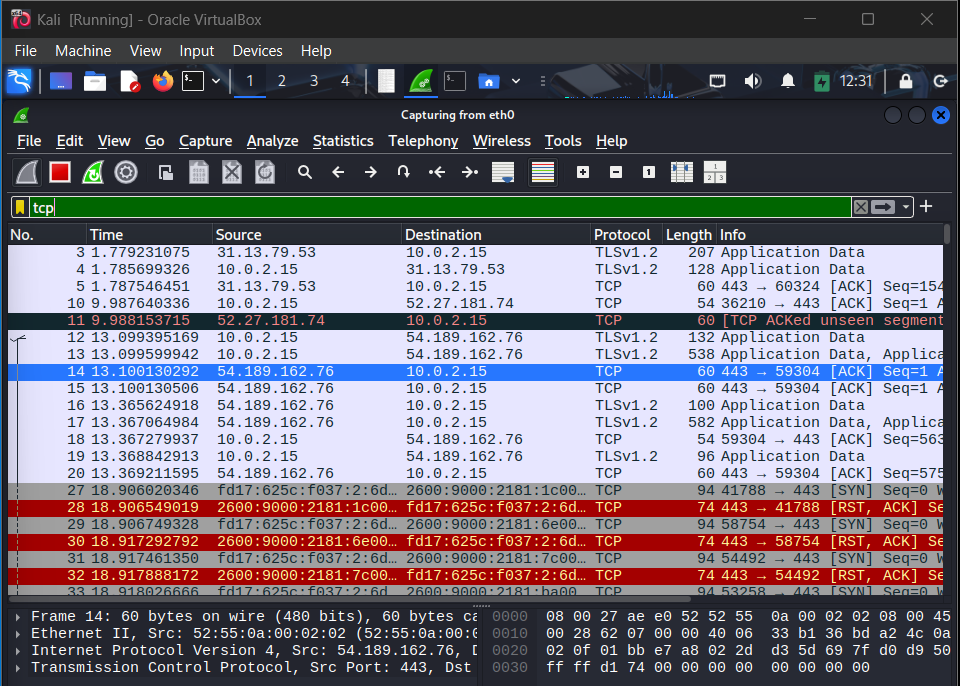 Kali [Running] - Oracle VirtualBox
File Machine View Input Devices Help
1 2 3 4 12:31
Capturing from eth0
File Edit View Go Capture Analyze Statistics Telephony Wireless Tools Help
tcp
No. Time Source Destination Protocol Length Info
3 1.779231075 31.13.79.53 10.0.2.15 TLSv1.2 207 Application Data
4 1.785699326 10.0.2.15 31.13.79.53 TLSv1.2 128 Application Data
5 1.787546451 31.13.79.53 10.0.2.15 TCP 60 443 → 60324 [ACK] Seq=154
10 9.987640336 10.0.2.15 52.27.181.74 TCP 54 36210 → 443 [ACK] Seq=1 A
11 9.988153715 52.27.181.74 10.0.2.15 TCP 60 [TCP ACKed unseen segment
12 13.099395169 10.0.2.15 54.189.162.76 TLSv1.2 132 Application Data
13 13.099599942 10.0.2.15 54.189.162.76 TLSv1.2 538 Application Data, Applica
14 13.100130292 54.189.162.76 10.0.2.15 TCP 60 443 → 59304 [ACK] Seq=1 A
15 13.100130506 54.189.162.76 10.0.2.15 TCP 60 443 → 59304 [ACK] Seq=1 A
16 13.365624918 54.189.162.76 10.0.2.15 TLSv1.2 100 Application Data
17 13.367064984 54.189.162.76 10.0.2.15 TLSv1.2 582 Application Data, Applica
18 13.367279937 10.0.2.15 54.189.162.76 TCP 54 59304 → 443 [ACK] Seq=563
19 13.368842913 10.0.2.15 54.189.162.76 TLSv1.2 96 Application Data
20 13.369211595 54.189.162.76 10.0.2.15 TCP 60 443 → 59304 [ACK] Seq=575
27 18.906020346 fd17:625c:f037:2:6d… 2600:9000:2181:1c00… TCP 94 41788 → 443 [SYN] Seq=0 W
28 18.906549019 2600:9000:2181:1c00… fd17:625c:f037:2:6d… TCP 74 443 → 41788 [RST, ACK] Se
29 18.906749328 fd17:625c:f037:2:6d… 2600:9000:2181:6e00… TCP 94 58754 → 443 [SYN] Seq=0 W
30 18.917292792 2600:9000:2181:6e00… fd17:625c:f037:2:6d… TCP 74 443 → 58754 [RST, ACK] Se
31 18.917461350 fd17:625c:f037:2:6d… 2600:9000:2181:7c00… TCP 94 54492 → 443 [SYN] Seq=0 W
32 18.917888172 2600:9000:2181:7c00… fd17:625c:f037:2:6d… TCP 74 443 → 54492 [RST, ACK] Se
33 18.918026666 fd17:625c:f037:2:6d… 2600:9000:2181:ba00… TCP 94 53258 → 443 [SYN] Seq=0 W
Frame 14: 60 bytes on wire (480 bits), 60 bytes ca
Ethernet II, Src: 52:55:0a:00:02:02 (52:55:0a:00:0
Internet Protocol Version 4, Src: 54.189.162.76, D
Transmission Control Protocol, Src Port: 443, Dst
0000 08 00 27 ae e0 52 52 55 0a 00 02 02 08 00 45
0010 00 28 62 07 00 00 40 06 33 b1 36 bd a2 4c 0a
0020 02 0f 01 bb e7 a8 02 2d d3 5d 69 7f d0 d9 50
0030 ff ff d1 74 00 00 00 00 00 00 00 00